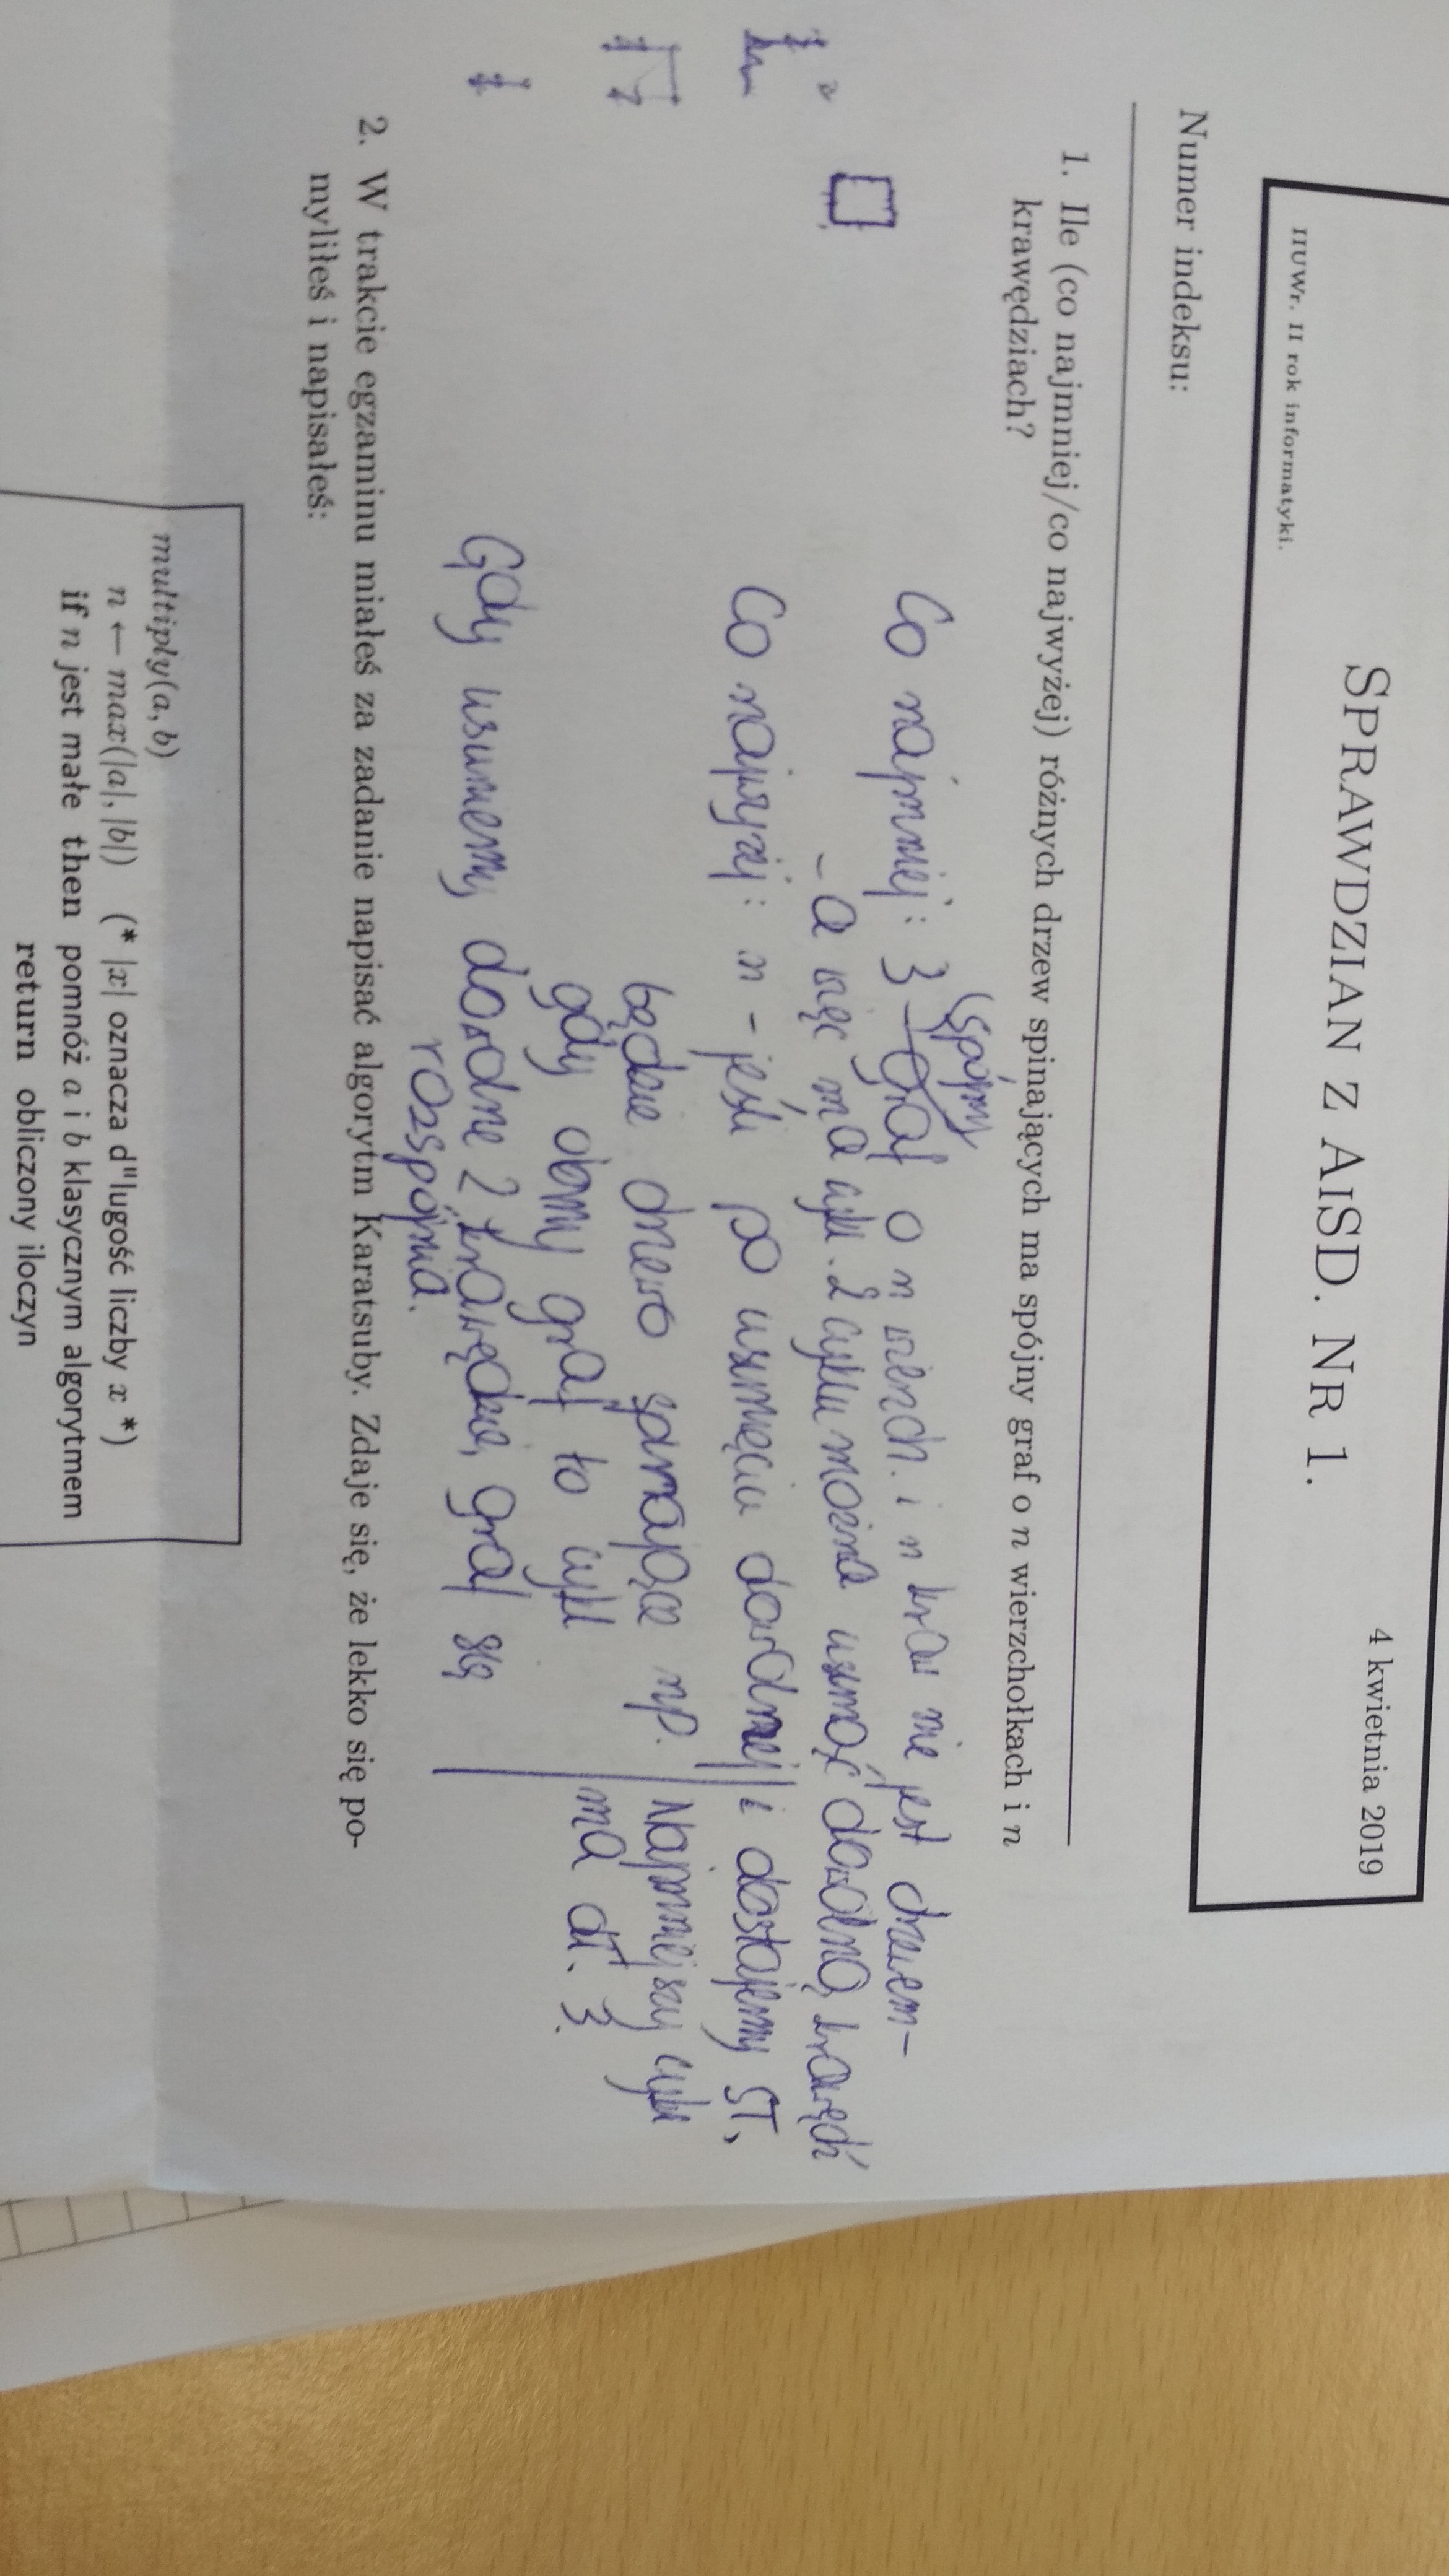 4 kwietnia 2019
SPRAWDZIAN Z AISD. NR 1.
IIUWr. II rok informatyki.
Numer indeksu:
1. Ile (co najmniej/co najwyżej) różnych drzew spinających ma spójny graf o n wierzchołkach i n
krawędziach?
(spójny)
Co najmniej: 3 – graf o n wierzch. i n kraw nie jest drzewem –
– a więc ma cykl. Z cyklu można usunąć dowolną krawędź
i dostajemy ST.
Najmniejszy cykl
ma dł. 3.
Co najwyżej: n – jeśli po usunięciu dowolnej
będzie drzewo spinające np.
gdy obmy graf to cykl
Gdy usuniemy dowolne 2 krawędzie, graf się
rozspójnia.
2. W trakcie egzaminu miałeś za zadanie napisać algorytm Karatsuby. Zdaje się, że lekko się po-
myliłeś i napisałeś:
multiply(a, b)
n ← max(|a|, |b|) (* |x| oznacza d"lugość liczby x *)
if n jest małe then pomnóż a i b klasycznym algorytmem
return obliczony iloczyn